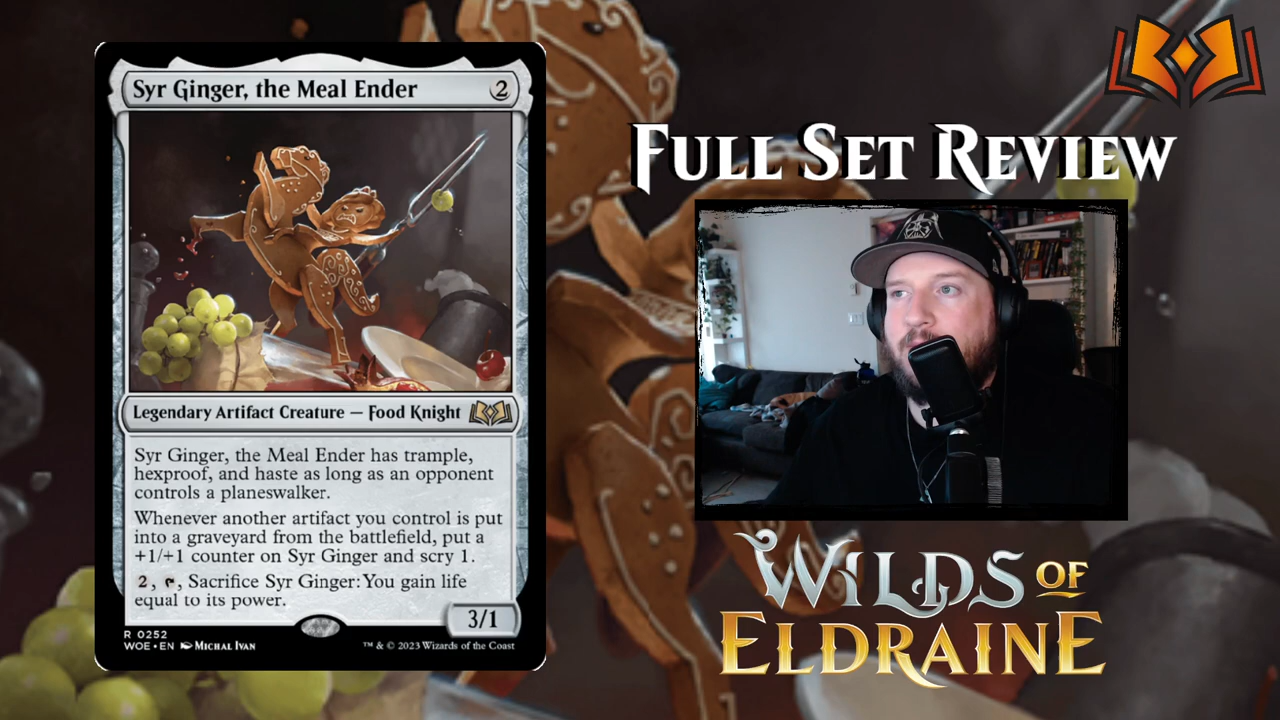 Syr Ginger, the Meal Ender 2
Legendary Artifact Creature — Food Knight
Syr Ginger, the Meal Ender has trample,
hexproof, and haste as long as an opponent
controls a planeswalker.
Whenever another artifact you control is put
into a graveyard from the battlefield, put a
+1/+1 counter on Syr Ginger and scry 1.
2, , Sacrifice Syr Ginger:You gain life
equal to its power.
3/1
R 0252
WOE • EN Michal Ivan
™ & © 2023 Wizards of the Coast
Full Set Review
Wilds of
Eldraine